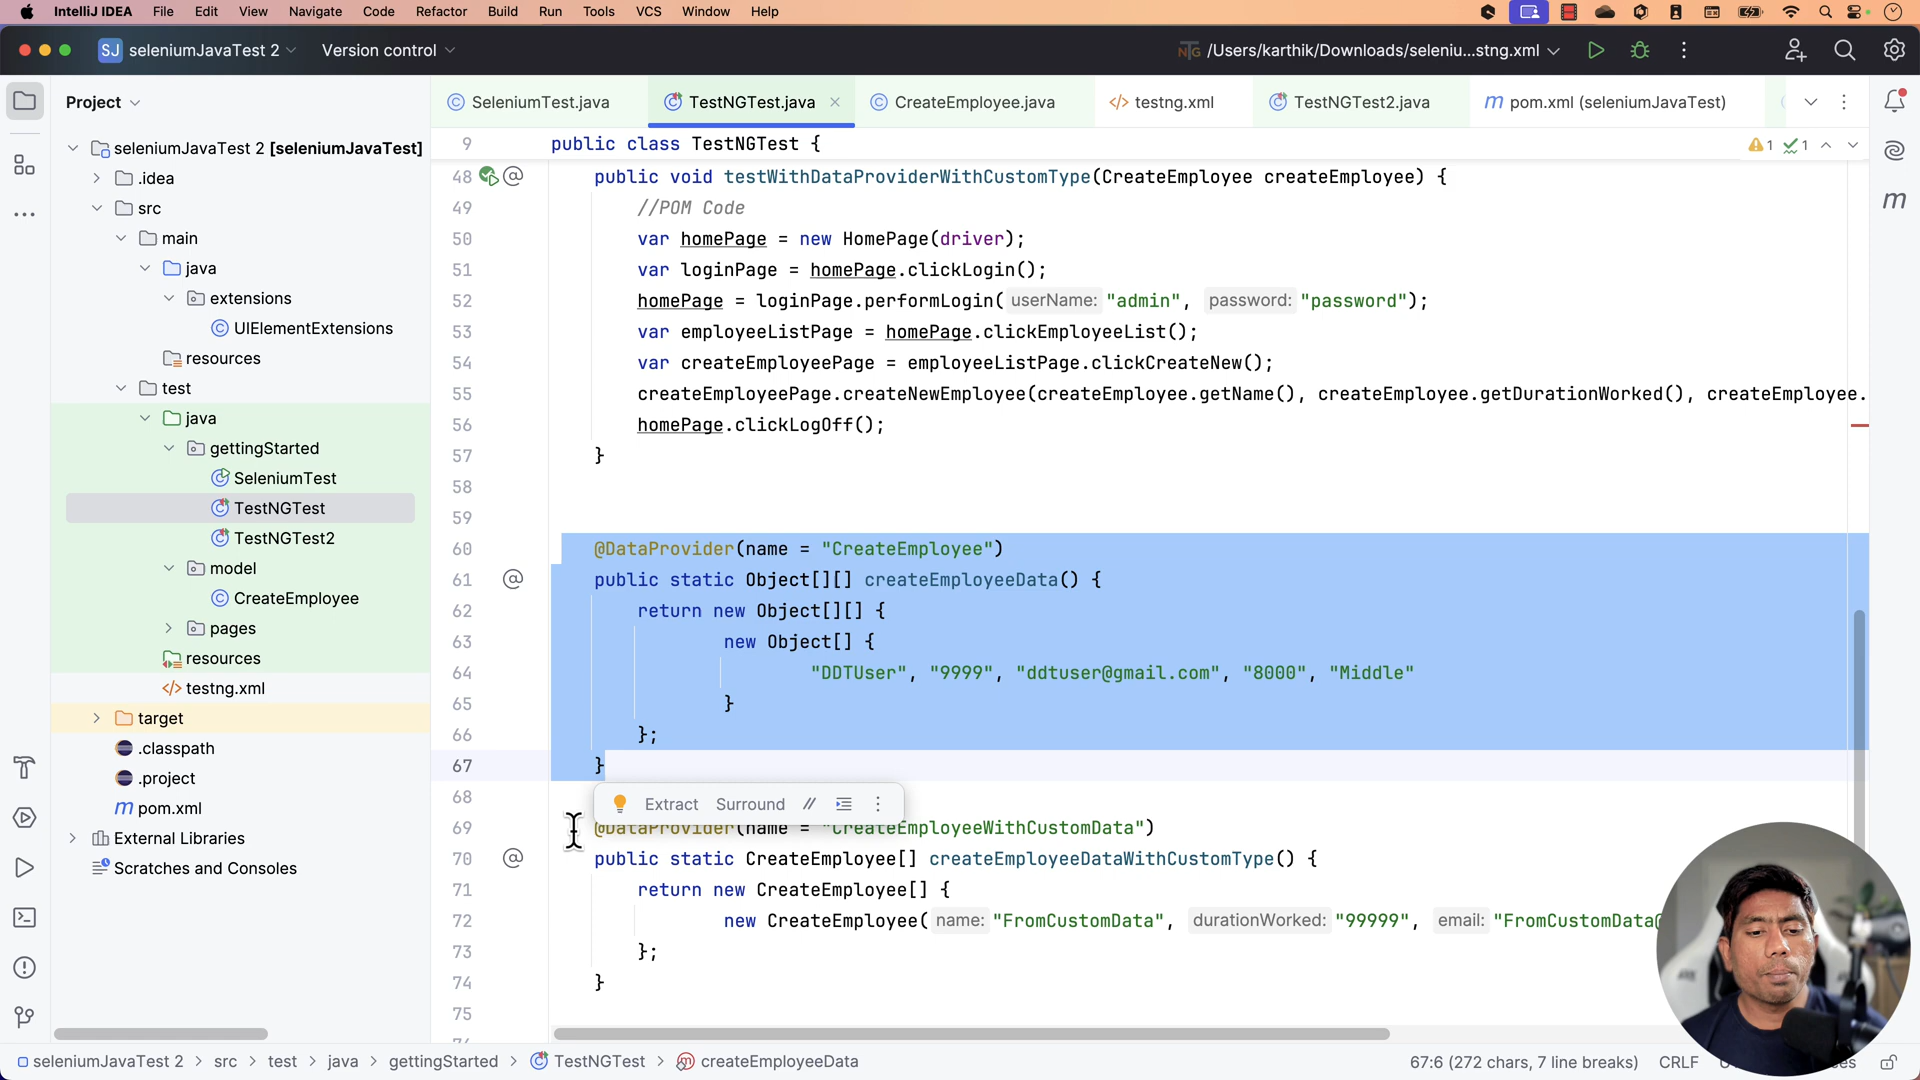 IntelliJ IDEA File Edit View Navigate Code Refactor Build Run Tools VCS Window Help
SJ seleniumJavaTest 2 Version control /Users/karthik/Downloads/seleniu...stng.xml
Project
SeleniumTest.java TestNGTest.java CreateEmployee.java testng.xml TestNGTest2.java pom.xml (seleniumJavaTest)
seleniumJavaTest 2 [seleniumJavaTest]
.idea
src
main
java
extensions
UIElementExtensions
resources
test
java
gettingStarted
SeleniumTest
TestNGTest
TestNGTest2
model
CreateEmployee
pages
resources
testng.xml
target
.classpath
.project
pom.xml
External Libraries
Scratches and Consoles
9 public class TestNGTest { 1 1
48 public void testWithDataProviderWithCustomType(CreateEmployee createEmployee) {
49 //POM Code
50 var homePage = new HomePage(driver);
51 var loginPage = homePage.clickLogin();
52 homePage = loginPage.performLogin( userName: "admin", password: "password");
53 var employeeListPage = homePage.clickEmployeeList();
54 var createEmployeePage = employeeListPage.clickCreateNew();
55 createEmployeePage.createNewEmployee(createEmployee.getName(), createEmployee.getDurationWorked(), createEmployee.
56 homePage.clickLogOff();
57 }
58
59
60 @DataProvider(name = "CreateEmployee")
61 public static Object[][] createEmployeeData() {
62 return new Object[][] {
63 new Object[] {
64 "DDTUser", "9999", "ddtuser@gmail.com", "8000", "Middle"
65 }
66 };
67 }
68 Extract Surround //
69 @DataProvider(name = "CreateEmployeeWithCustomData")
70 public static CreateEmployee[] createEmployeeDataWithCustomType() {
71 return new CreateEmployee[] {
72 new CreateEmployee( name: "FromCustomData", durationWorked: "99999", email: "FromCustomData@
73 };
74 }
75
seleniumJavaTest 2 > src > test > java > gettingStarted > TestNGTest > createEmployeeData 67:6 (272 chars, 7 line breaks) CRLF